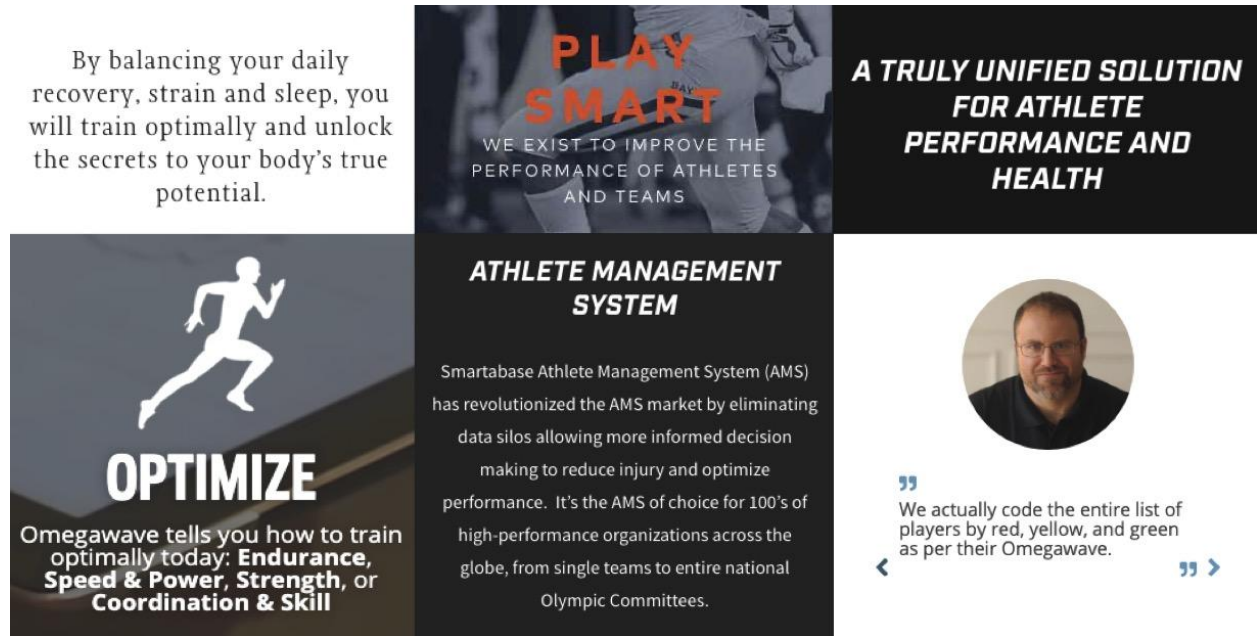 By balancing your daily
recovery, strain and sleep, you
will train optimally and unlock
the secrets to your body's true
potential.
PLAY
SMART
BAY
WE EXIST TO IMPROVE THE
PERFORMANCE OF ATHLETES
AND TEAMS
A TRULY UNIFIED SOLUTION
FOR ATHLETE
PERFORMANCE AND
HEALTH
OPTIMIZE
Omegawave tells you how to train
optimally today: Endurance,
Speed & Power, Strength, or
Coordination & Skill
ATHLETE MANAGEMENT
SYSTEM
Smartabase Athlete Management System (AMS)
has revolutionized the AMS market by eliminating
data silos allowing more informed decision
making to reduce injury and optimize
performance.  It's the AMS of choice for 100's of
high-performance organizations across the
globe, from single teams to entire national
Olympic Committees.
”
We actually code the entire list of
players by red, yellow, and green
as per their Omegawave.
”